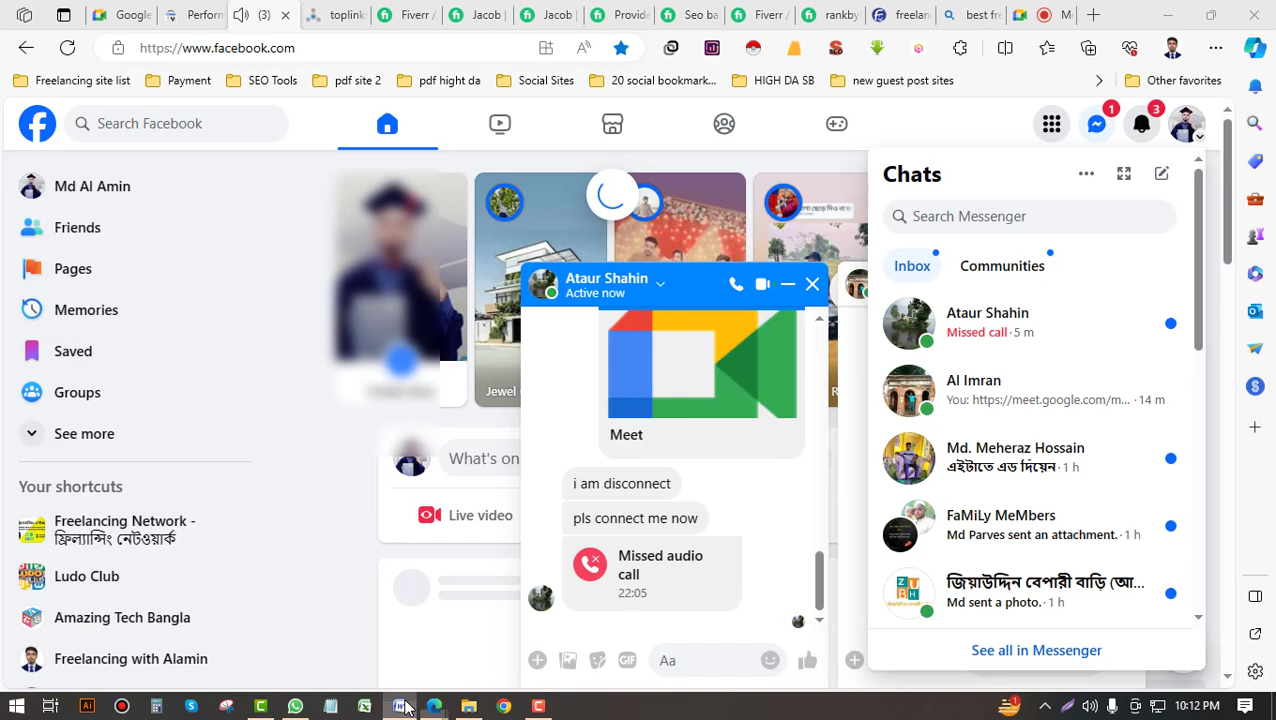 Google
Perform
(3)
toplink
Fiverr /
Jacob |
Jacob |
Provide
Seo ba
Fiverr /
rankby
freelan
best fre
M
https://www.facebook.com
Freelancing site list
Payment
SEO Tools
pdf site 2
pdf hight da
Social Sites
20 social bookmark...
HIGH DA SB
new guest post sites
Other favorites
Search Facebook
1
3
Md Al Amin
Friends
Pages
Memories
Saved
Groups
See more
Your shortcuts
Freelancing Network -
ফ্রিল্যান্সিং নেটওয়ার্ক
Ludo Club
Amazing Tech Bangla
Freelancing with Alamin
Jewel
What's on
Live video
Ataur Shahin
Active now
Meet
i am disconnect
pls connect me now
Missed audio
call
22:05
GIF
Aa
Chats
Search Messenger
Inbox
Communities
Ataur Shahin
Missed call · 5 m
Al Imran
You: https://meet.google.com/m... · 14 m
Md. Meheraz Hossain
এইটাতে এড দিয়েন · 1 h
FaMiLy MeMbers
Md Parves sent an attachment. · 1 h
জিয়াউদ্দিন বেপারী বাড়ি (আ...
Md sent a photo. · 1 h
See all in Messenger
1
10:12 PM